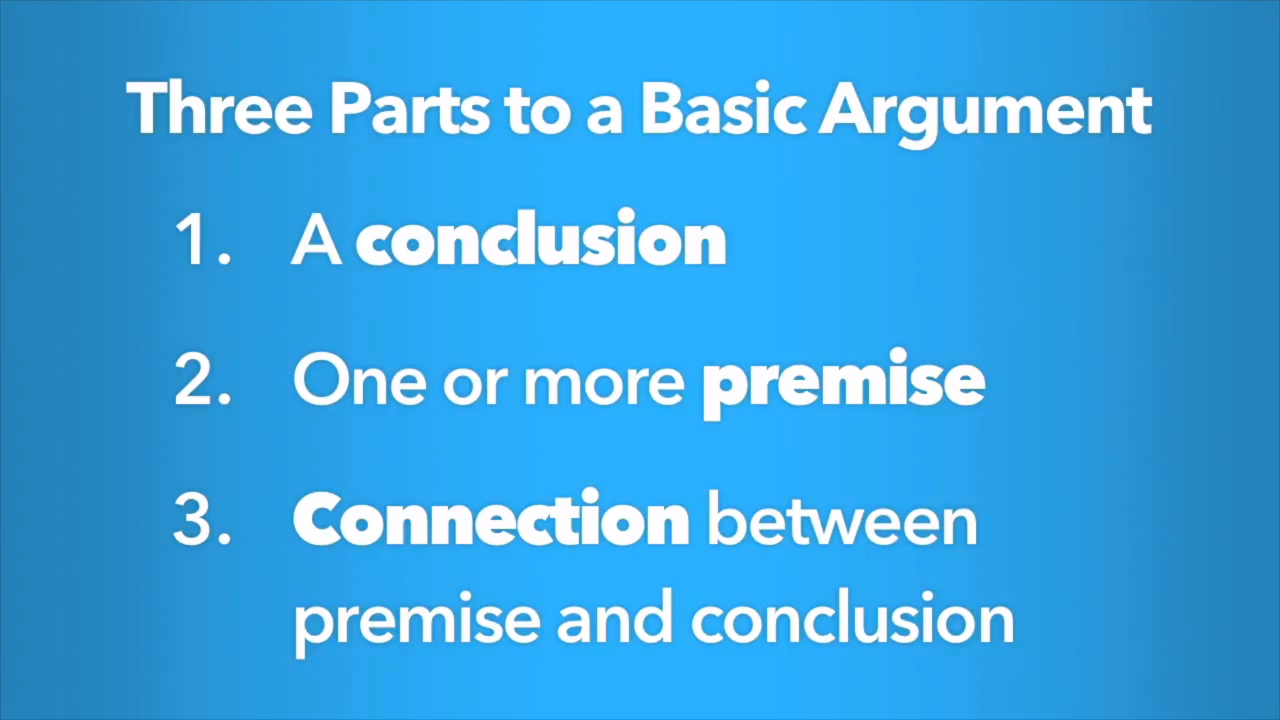 Three Parts to a Basic Argument
1. A conclusion
2. One or more premise
3. Connection between
premise and conclusion